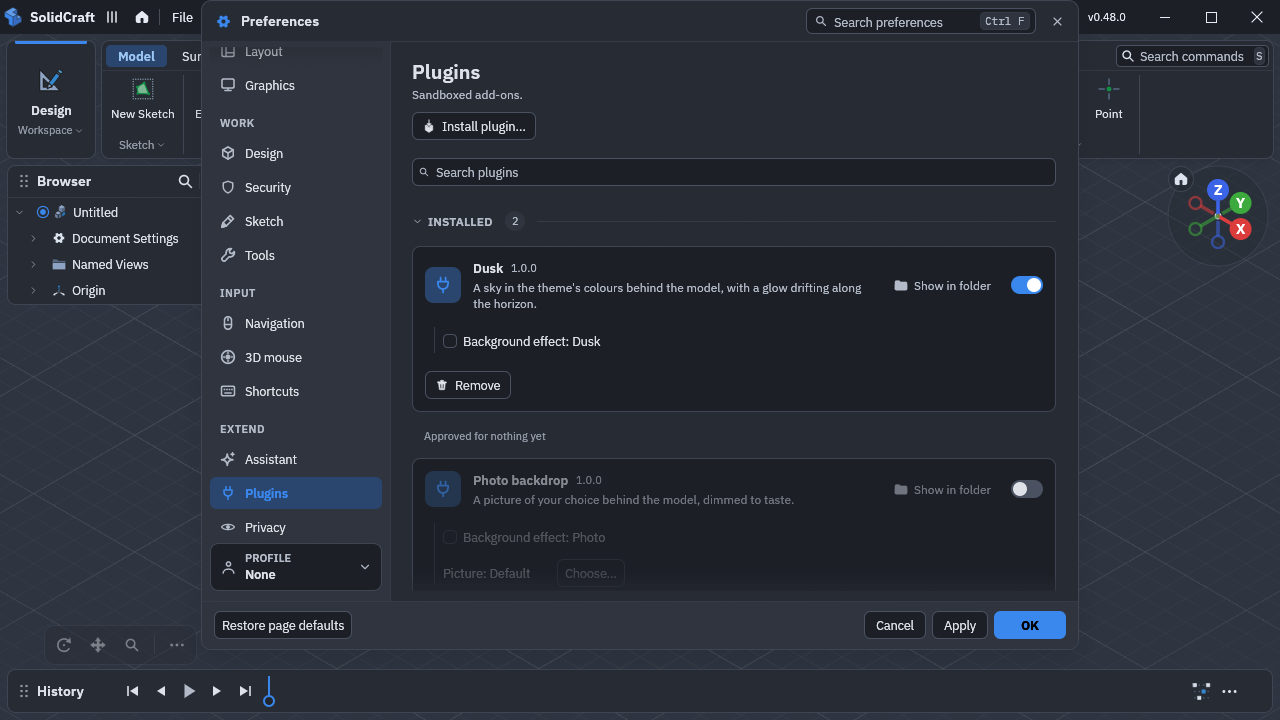 SolidCraft
File
Preferences
Search preferences
Ctrl F
v0.48.0
Design
Workspace
Model
Sur
New Sketch
E
Sketch
Search commands
S
Point
Browser
Untitled
Document Settings
Named Views
Origin
Layout
Graphics
WORK
Design
Security
Sketch
Tools
INPUT
Navigation
3D mouse
Shortcuts
EXTEND
Assistant
Plugins
Privacy
PROFILE
None
Plugins
Sandboxed add-ons.
Install plugin...
Search plugins
INSTALLED 2
Dusk 1.0.0
A sky in the theme's colours behind the model, with a glow drifting along
the horizon.
Show in folder
Background effect: Dusk
Remove
Approved for nothing yet
Photo backdrop 1.0.0
A picture of your choice behind the model, dimmed to taste.
Show in folder
Background effect: Photo
Picture: Default
Choose...
Restore page defaults
Cancel
Apply
OK
Z
Y
X
History